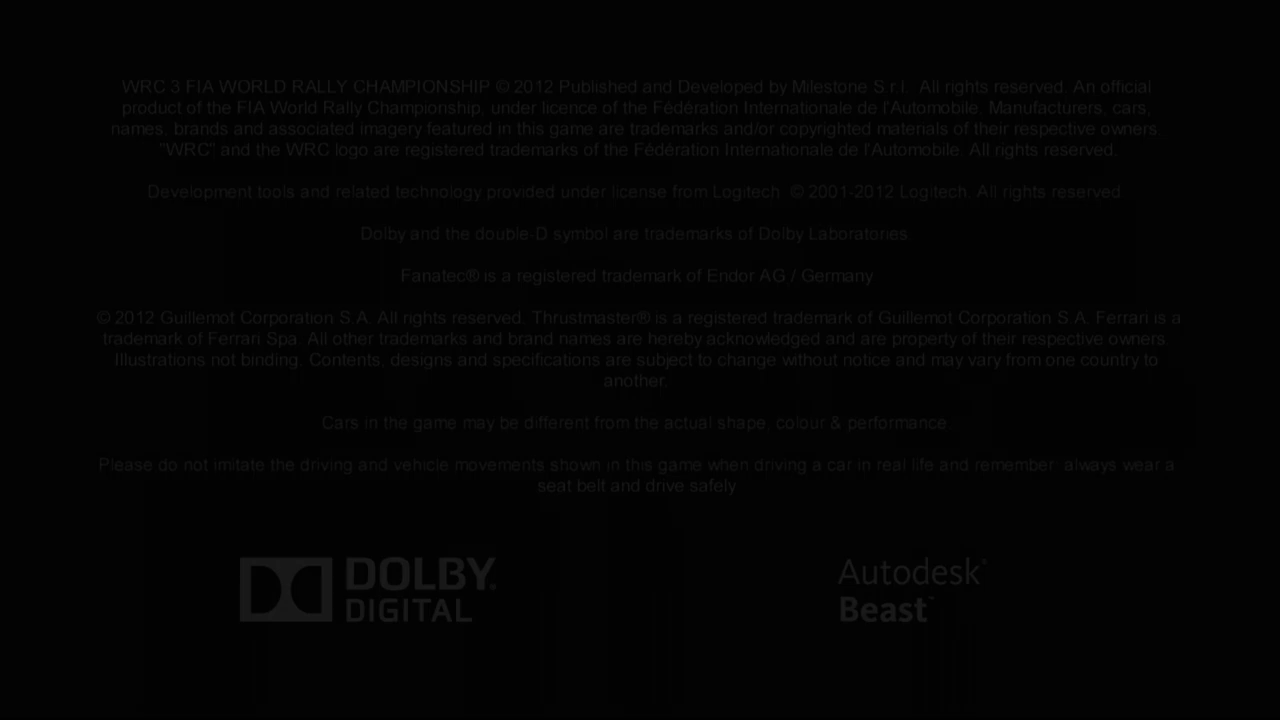 WRC 3 FIA WORLD RALLY CHAMPIONSHIP © 2012 Published and Developed by Milestone S.r.l. All rights reserved. An official
product of the FIA World Rally Championship, under licence of the Fédération Internationale de l'Automobile. Manufacturers, cars,
names, brands and associated imagery featured in this game are trademarks and/or copyrighted materials of their respective owners.
"WRC" and the WRC logo are registered trademarks of the Fédération Internationale de l'Automobile. All rights reserved.
Development tools and related technology provided under license from Logitech. © 2001-2012 Logitech. All rights reserved.
Dolby and the double-D symbol are trademarks of Dolby Laboratories.
Fanatec® is a registered trademark of Endor AG / Germany
© 2012 Guillemot Corporation S.A. All rights reserved. Thrustmaster® is a registered trademark of Guillemot Corporation S.A. Ferrari is a
trademark of Ferrari Spa. All other trademarks and brand names are hereby acknowledged and are property of their respective owners.
Illustrations not binding. Contents, designs and specifications are subject to change without notice and may vary from one country to
another.
Cars in the game may be different from the actual shape, colour & performance.
Please do not imitate the driving and vehicle movements shown in this game when driving a car in real life and remember: always wear a
seat belt and drive safely.
DOLBY®
DIGITAL
Autodesk™
Beast™